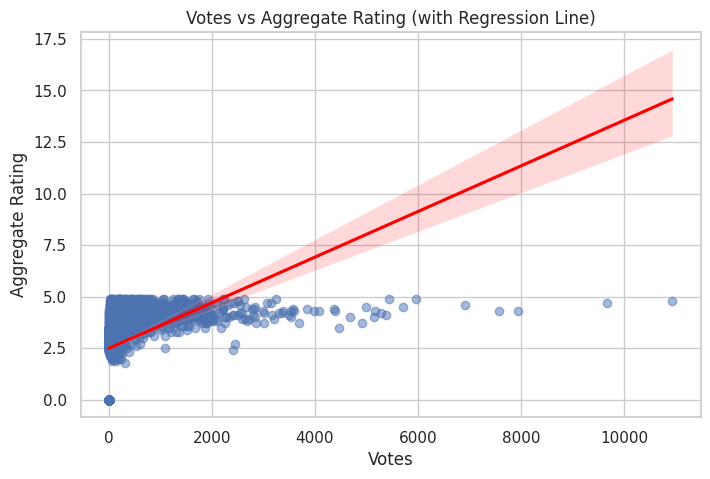 Votes vs Aggregate Rating (with Regression Line)
17.5
15.0
12.5
10.0
7.5
5.0
2.5
0.0
Aggregate Rating
0 2000 4000 6000 8000 10000
Votes